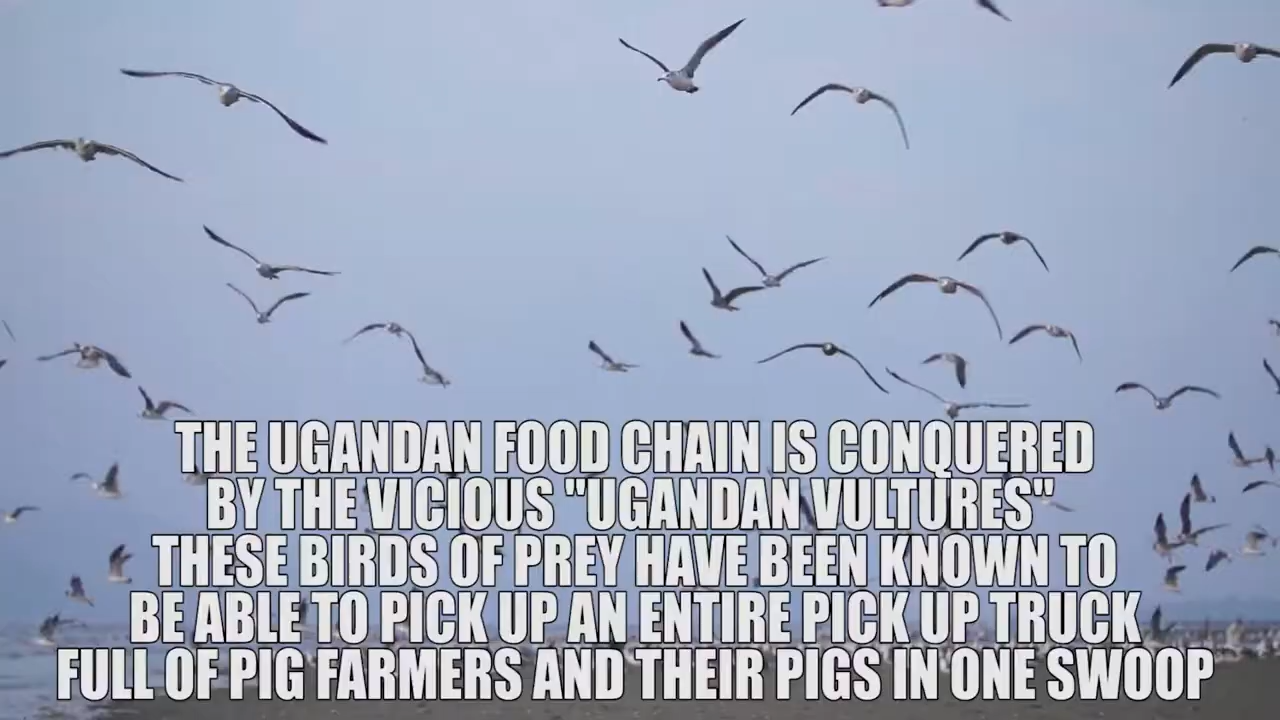 THE UGANDAN FOOD CHAIN IS CONQUERED
BY THE VICIOUS "UGANDAN VULTURES"
THESE BIRDS OF PREY HAVE BEEN KNOWN TO
BE ABLE TO PICK UP AN ENTIRE PICK UP TRUCK
FULL OF PIG FARMERS AND THEIR PIGS IN ONE SWOOP